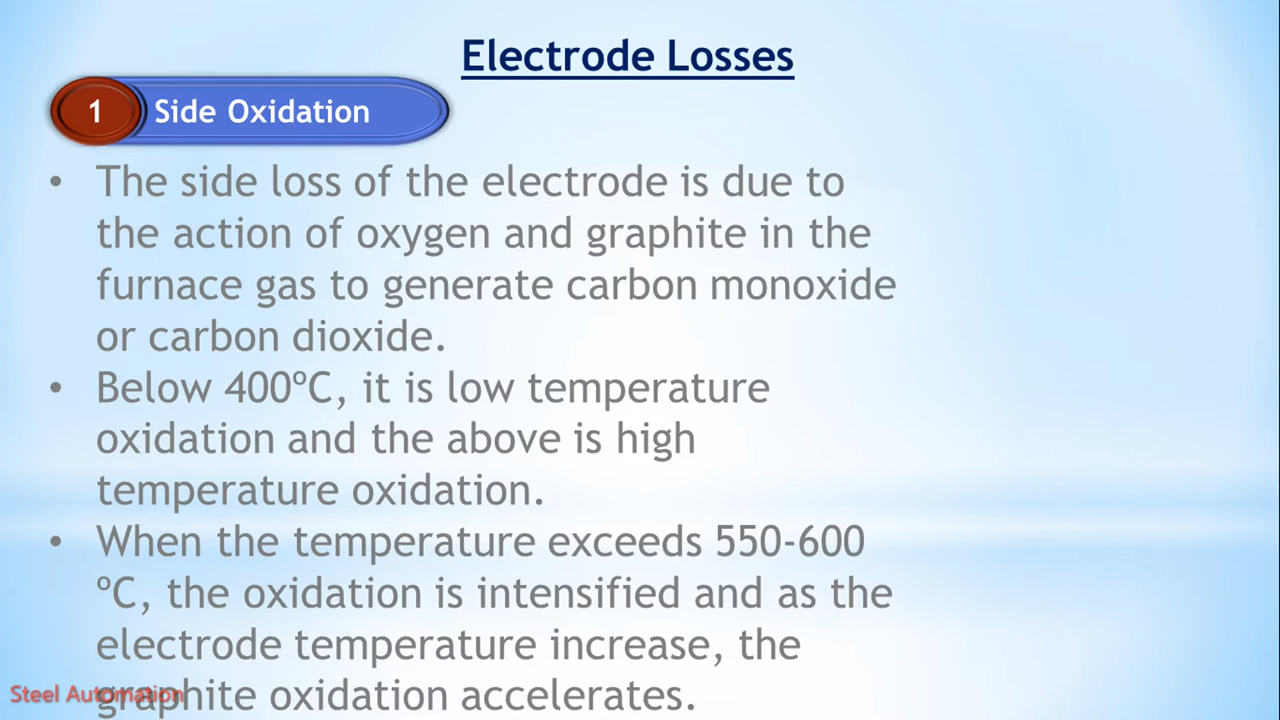 Electrode Losses
1 Side Oxidation
• The side loss of the electrode is due to
the action of oxygen and graphite in the
furnace gas to generate carbon monoxide
or carbon dioxide.
• Below 400ºC, it is low temperature
oxidation and the above is high
temperature oxidation.
• When the temperature exceeds 550-600
ºC, the oxidation is intensified and as the
electrode temperature increase, the
graphite oxidation accelerates.
Steel Automation